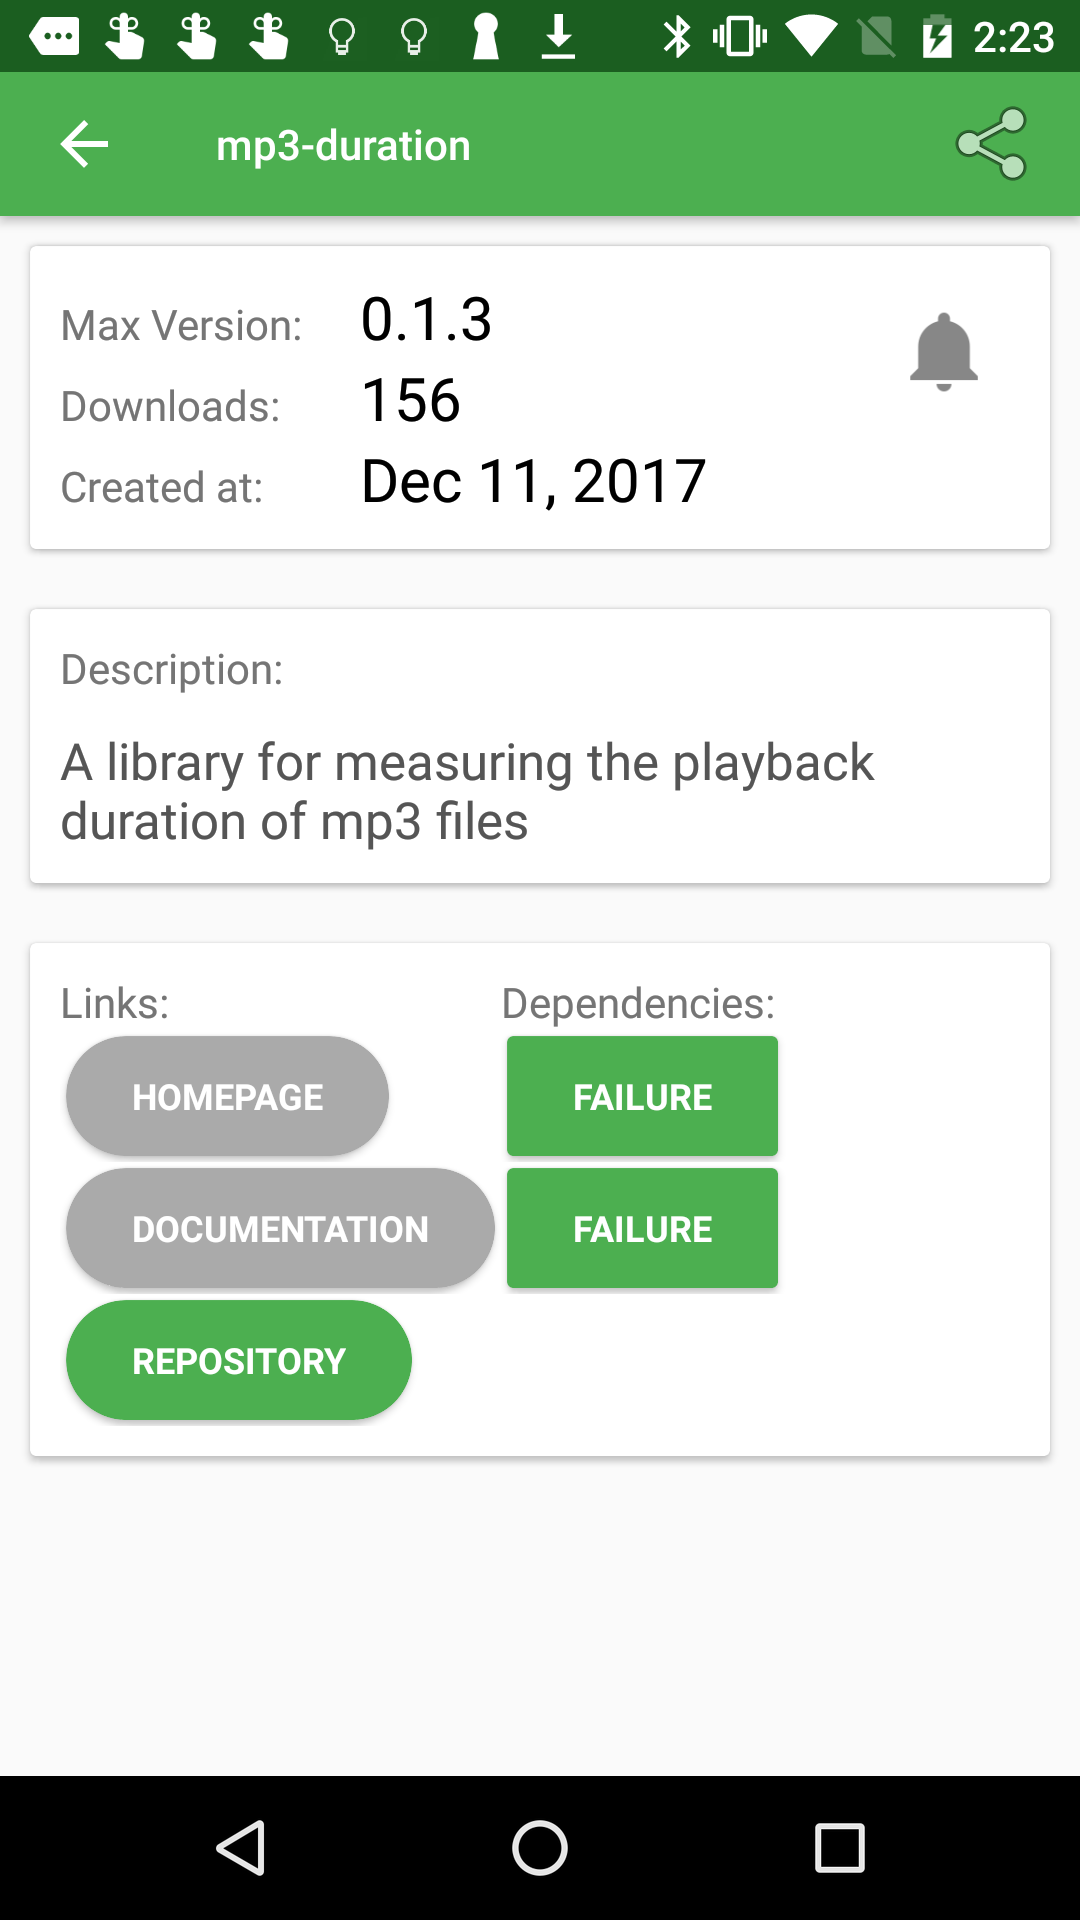 2:23
mp3-duration
Max Version: 0.1.3
Downloads: 156
Created at: Dec 11, 2017
Description:
A library for measuring the playback
duration of mp3 files
Links: Dependencies:
HOMEPAGE FAILURE
DOCUMENTATION FAILURE
REPOSITORY